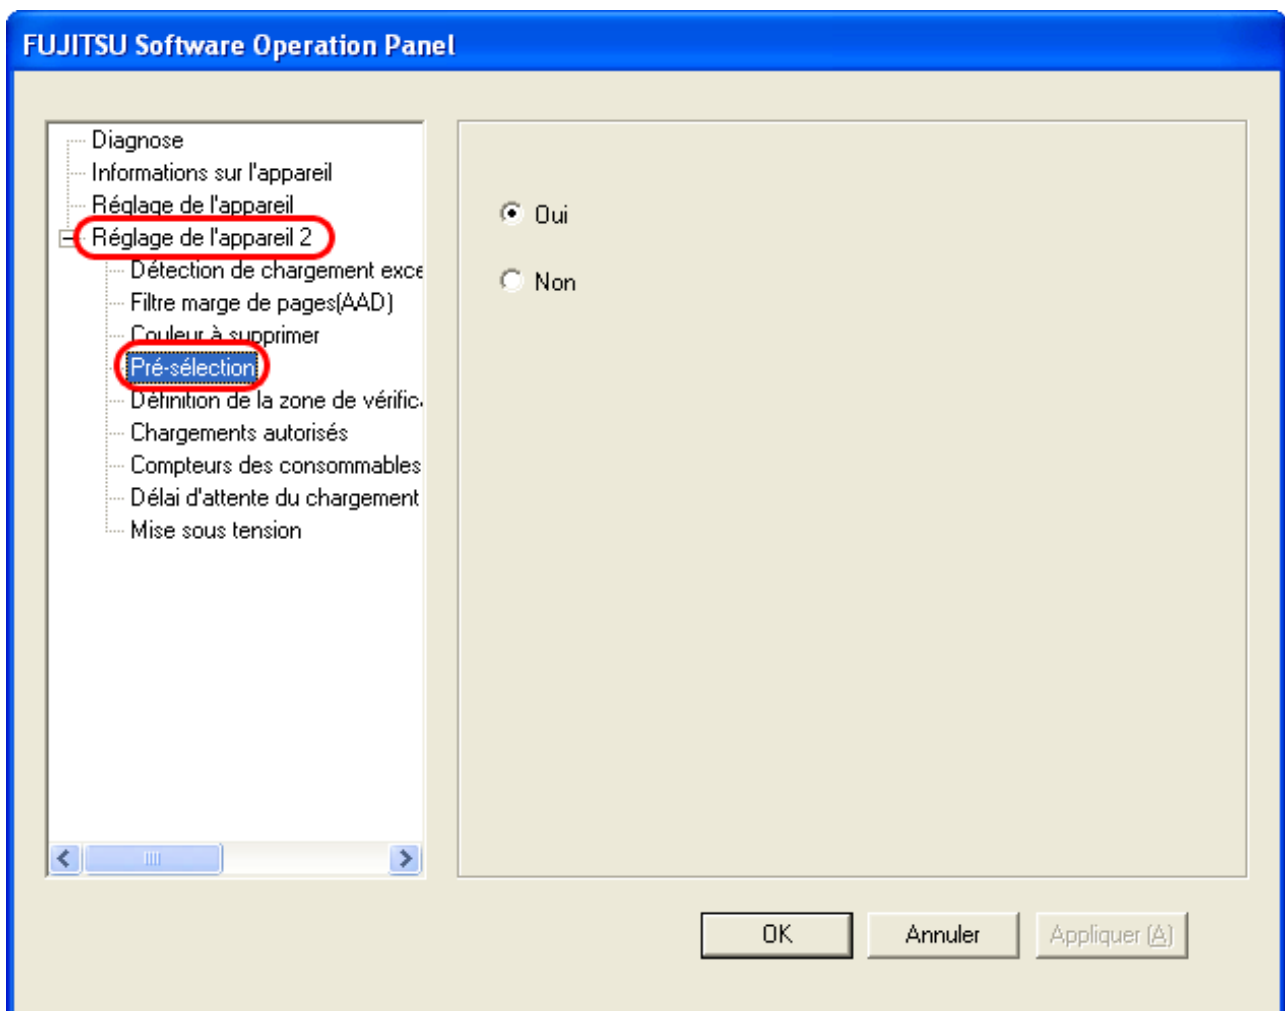 FUJITSU Software Operation Panel
Diagnose
Informations sur l'appareil
Réglage de l'appareil
Réglage de l'appareil 2
Détection de chargement exce
Filtre marge de pages(AAD)
Couleur à supprimer
Pré-sélection
Définition de la zone de vérific
Chargements autorisés
Compteurs des consommables
Délai d'attente du chargement
Mise sous tension
Oui
Non
OK
Annuler
Appliquer (A)